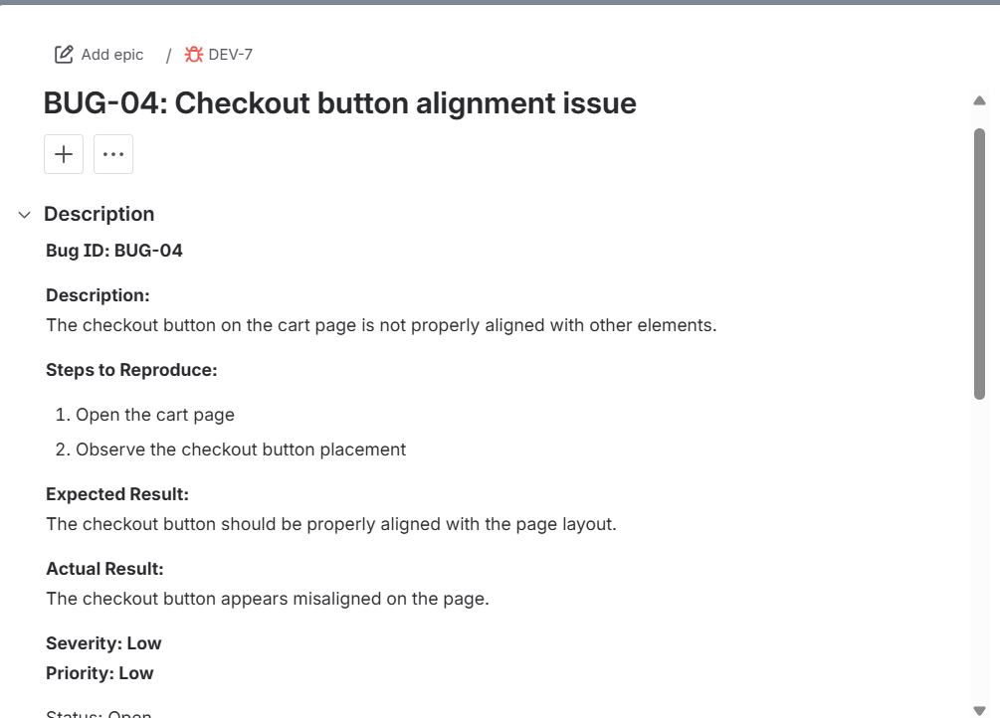 Add epic / DEV-7
BUG-04: Checkout button alignment issue
Description
Bug ID: BUG-04
Description:
The checkout button on the cart page is not properly aligned with other elements.
Steps to Reproduce:
1. Open the cart page
2. Observe the checkout button placement
Expected Result:
The checkout button should be properly aligned with the page layout.
Actual Result:
The checkout button appears misaligned on the page.
Severity: Low
Priority: Low
Status: Open